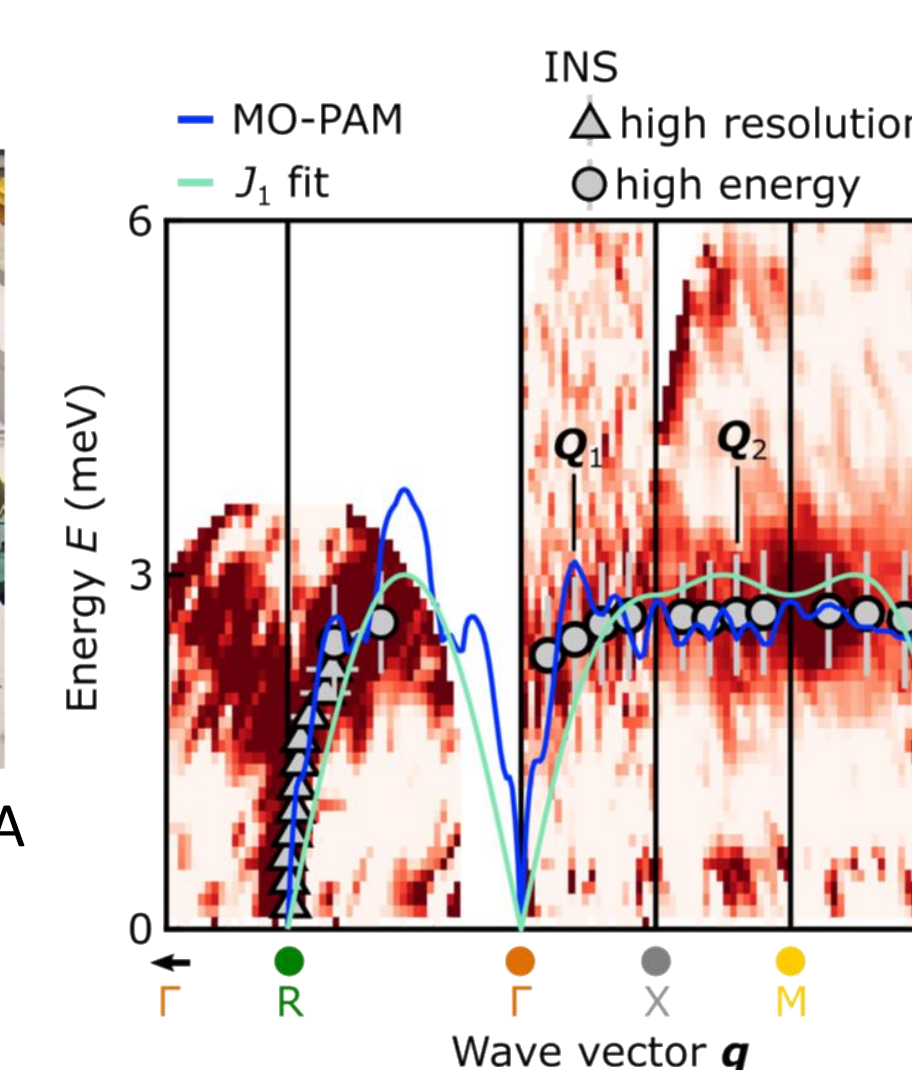 INS
MO-PAM
high resolution
J₁ fit
high energy
6
Q₁
Q₂
Energy E (meV)
3
A
0
Γ R Γ X M
Wave vector q